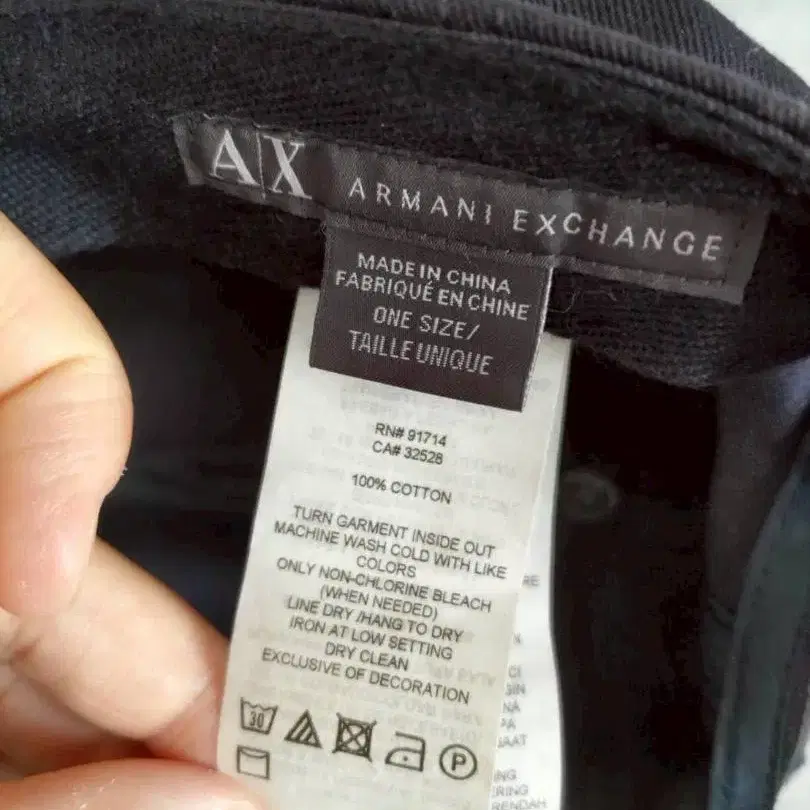 A|X ARMANI EXCHANGE
MADE IN CHINA
FABRIQUÉ EN CHINE
ONE SIZE/
TAILLE UNIQUE
RN# 91714
CA# 32528
100% COTTON
TURN GARMENT INSIDE OUT
MACHINE WASH COLD WITH LIKE
COLORS
ONLY NON-CHLORINE BLEACH
(WHEN NEEDED)
LINE DRY /HANG TO DRY
IRON AT LOW SETTING
DRY CLEAN
EXCLUSIVE OF DECORATION
30
P